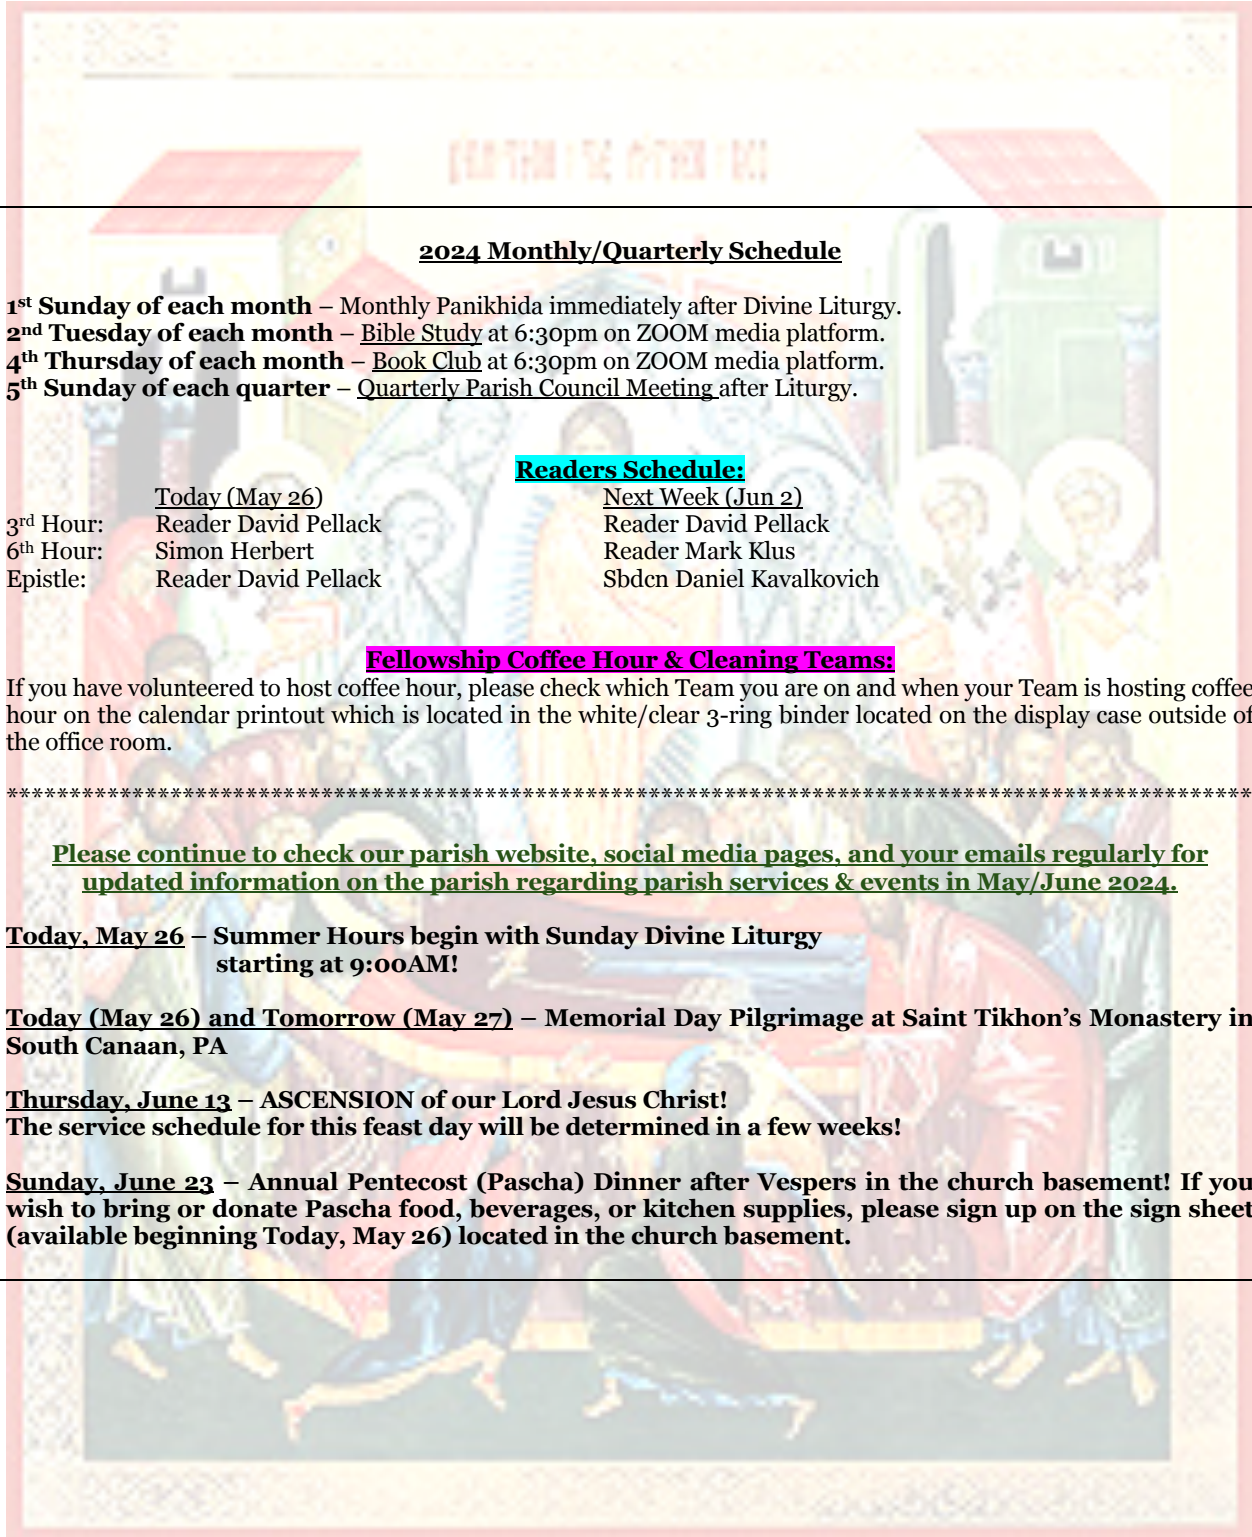 2024 Monthly/Quarterly Schedule
1st Sunday of each month – Monthly Panikhida immediately after Divine Liturgy.
2nd Tuesday of each month – Bible Study at 6:30pm on ZOOM media platform.
4th Thursday of each month – Book Club at 6:30pm on ZOOM media platform.
5th Sunday of each quarter – Quarterly Parish Council Meeting after Liturgy.
Readers Schedule:
Today (May 26) Next Week (Jun 2)
3rd Hour: Reader David Pellack Reader David Pellack
6th Hour: Simon Herbert Reader Mark Klus
Epistle: Reader David Pellack Sbdcn Daniel Kavalkovich
Fellowship Coffee Hour & Cleaning Teams:
If you have volunteered to host coffee hour, please check which Team you are on and when your Team is hosting coffee
hour on the calendar printout which is located in the white/clear 3-ring binder located on the display case outside of
the office room.
****************************************************************************************************
Please continue to check our parish website, social media pages, and your emails regularly for
updated information on the parish regarding parish services & events in May/June 2024.
Today, May 26 – Summer Hours begin with Sunday Divine Liturgy
starting at 9:00AM!
Today (May 26) and Tomorrow (May 27) – Memorial Day Pilgrimage at Saint Tikhon’s Monastery in
South Canaan, PA
Thursday, June 13 – ASCENSION of our Lord Jesus Christ!
The service schedule for this feast day will be determined in a few weeks!
Sunday, June 23 – Annual Pentecost (Pascha) Dinner after Vespers in the church basement! If you
wish to bring or donate Pascha food, beverages, or kitchen supplies, please sign up on the sign sheet
(available beginning Today, May 26) located in the church basement.